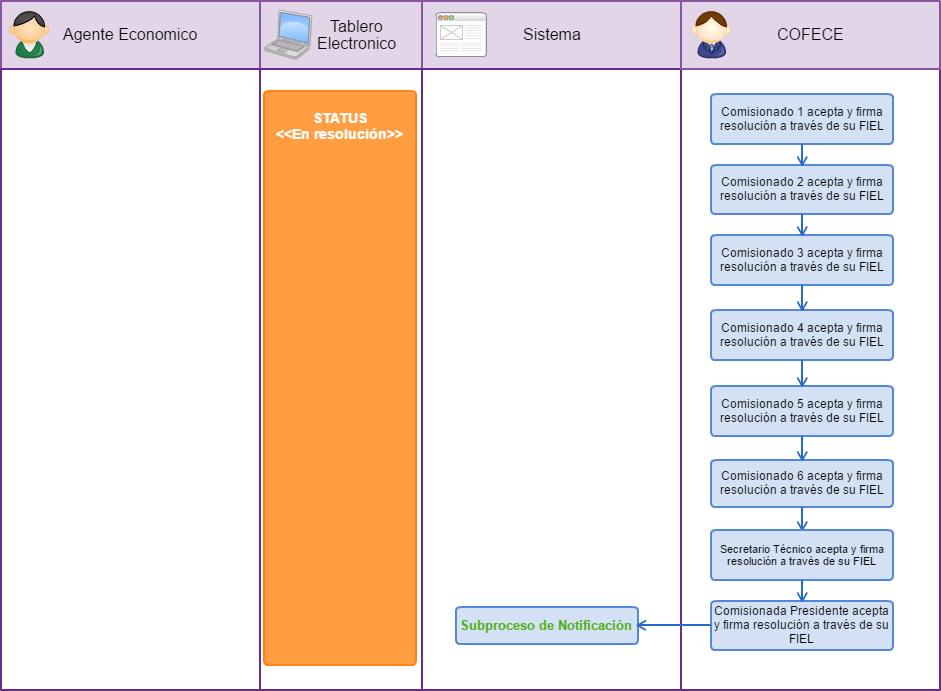 Agente Economico
Tablero
Electronico
Sistema
COFECE
STATUS
<<En resolución>>
Comisionado 1 acepta y firma
resolución a través de su FIEL
Comisionado 2 acepta y firma
resolución a través de su FIEL
Comisionado 3 acepta y firma
resolución a través de su FIEL
Comisionado 4 acepta y firma
resolución a través de su FIEL
Comisionado 5 acepta y firma
resolución a través de su FIEL
Comisionado 6 acepta y firma
resolución a través de su FIEL
Secretario Técnico acepta y firma
resolución a través de su FIEL
Comisionada Presidente acepta
y firma resolución a través de su
FIEL
Subproceso de Notificación